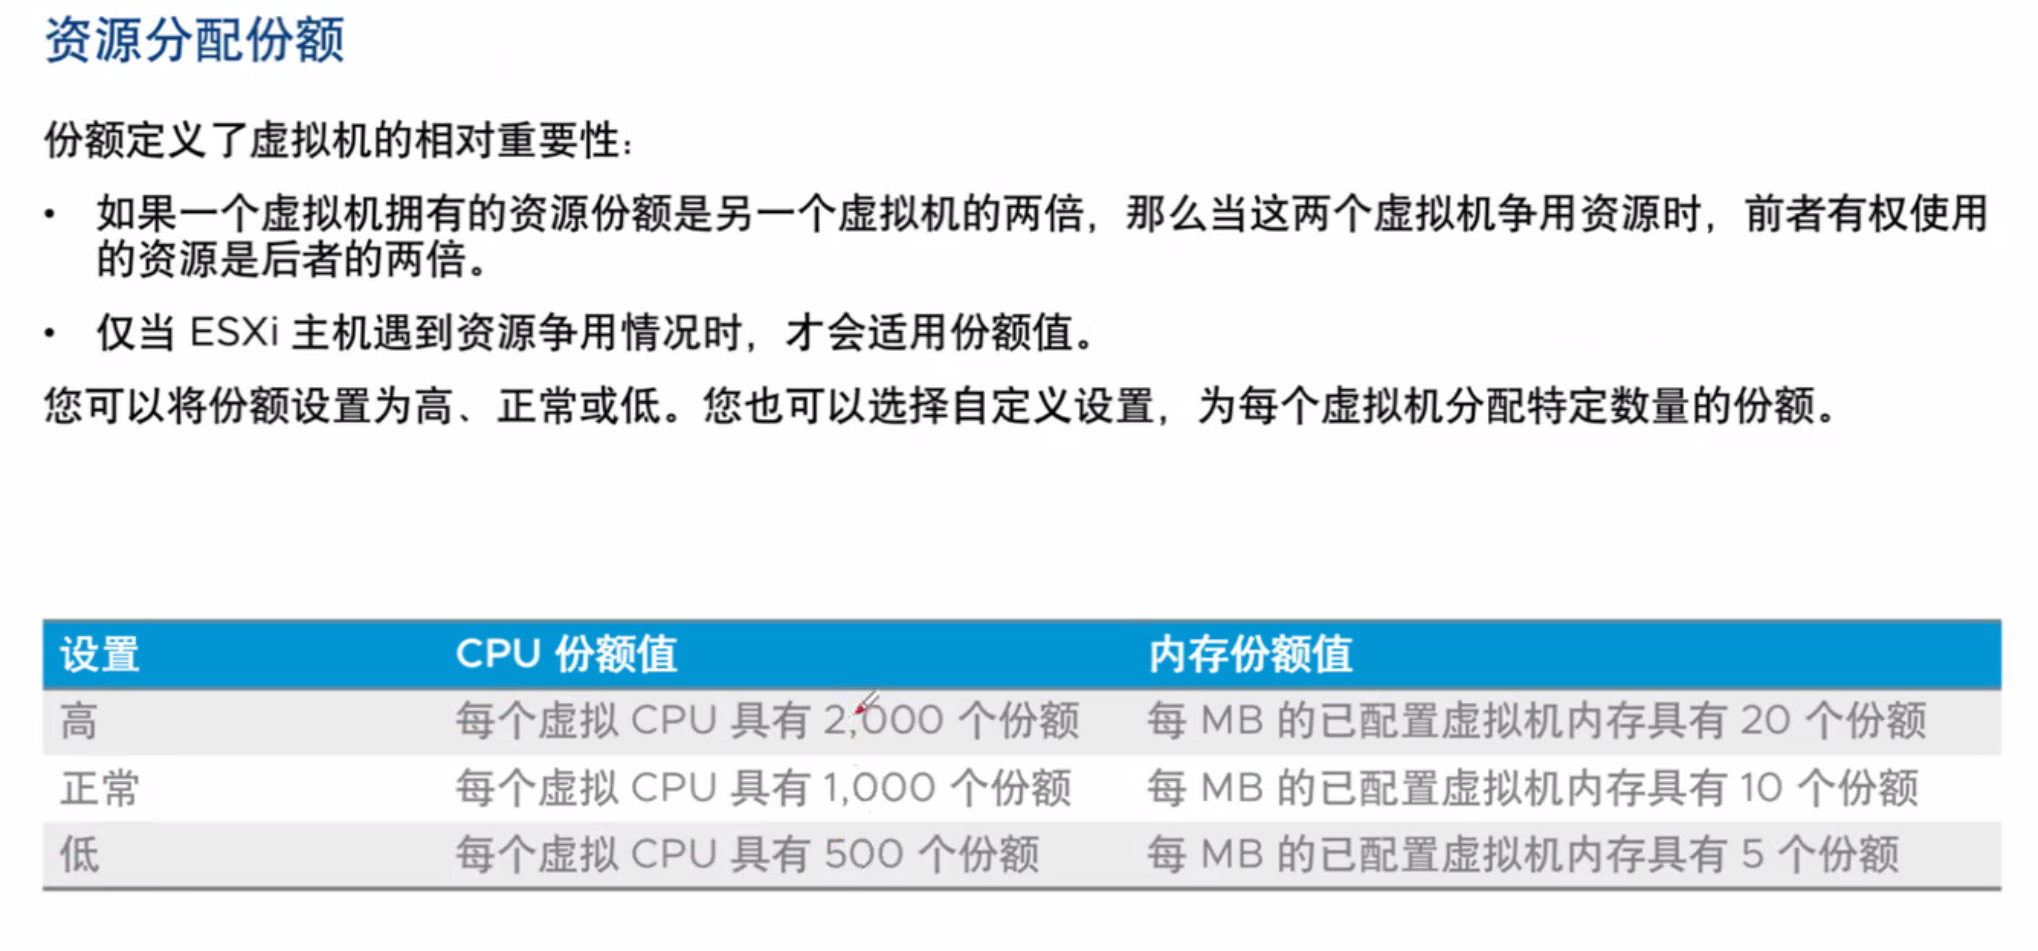 资源分配份额
份额定义了虚拟机的相对重要性：
• 如果一个虚拟机拥有的资源份额是另一个虚拟机的两倍，那么当这两个虚拟机争用资源时，前者有权使用
的资源是后者的两倍。
• 仅当 ESXi 主机遇到资源争用情况时，才会适用份额值。
您可以将份额设置为高、正常或低。您也可以选择自定义设置，为每个虚拟机分配特定数量的份额。
设置 CPU 份额值 内存份额值
高 每个虚拟 CPU 具有 2,000 个份额 每 MB 的已配置虚拟机内存具有 20 个份额
正常 每个虚拟 CPU 具有 1,000 个份额 每 MB 的已配置虚拟机内存具有 10 个份额
低 每个虚拟 CPU 具有 500 个份额 每 MB 的已配置虚拟机内存具有 5 个份额